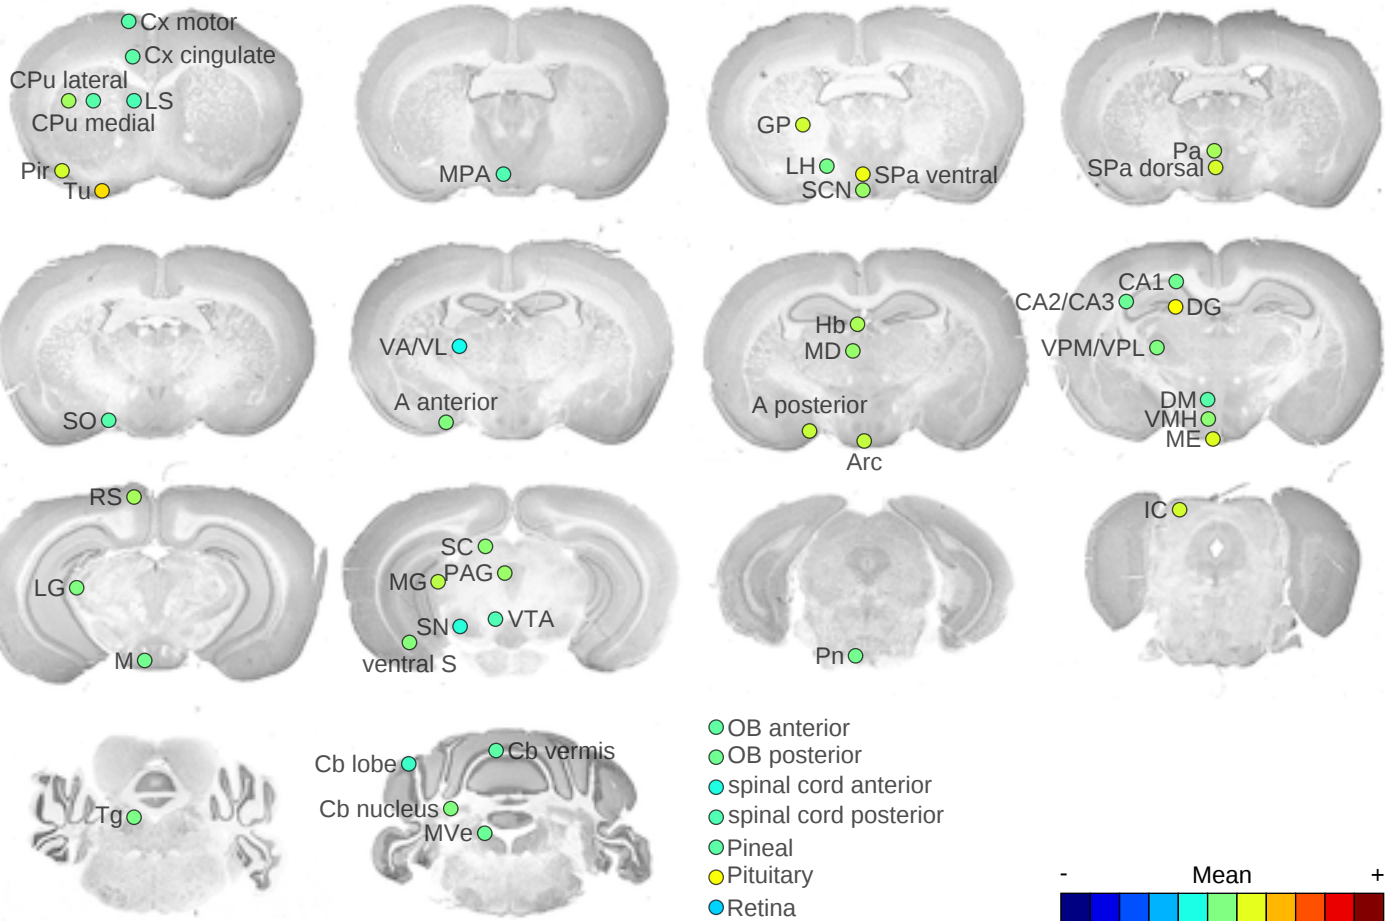 Cx motor
Cx cingulate
CPu lateral
LS
CPu medial
Pir
Tu
MPA
GP
LH
SPa ventral
SCN
Pa
SPa dorsal
SO
VA/VL
A anterior
Hb
MD
A posterior
Arc
CA1
CA2/CA3
DG
VPM/VPL
DM
VMH
ME
RS
LG
M
SC
MG
PAG
SN
VTA
ventral S
Pn
IC
Tg
Cb lobe
Cb vermis
Cb nucleus
MVe
OB anterior
OB posterior
spinal cord anterior
spinal cord posterior
Pineal
Pituitary
Retina
- Mean +